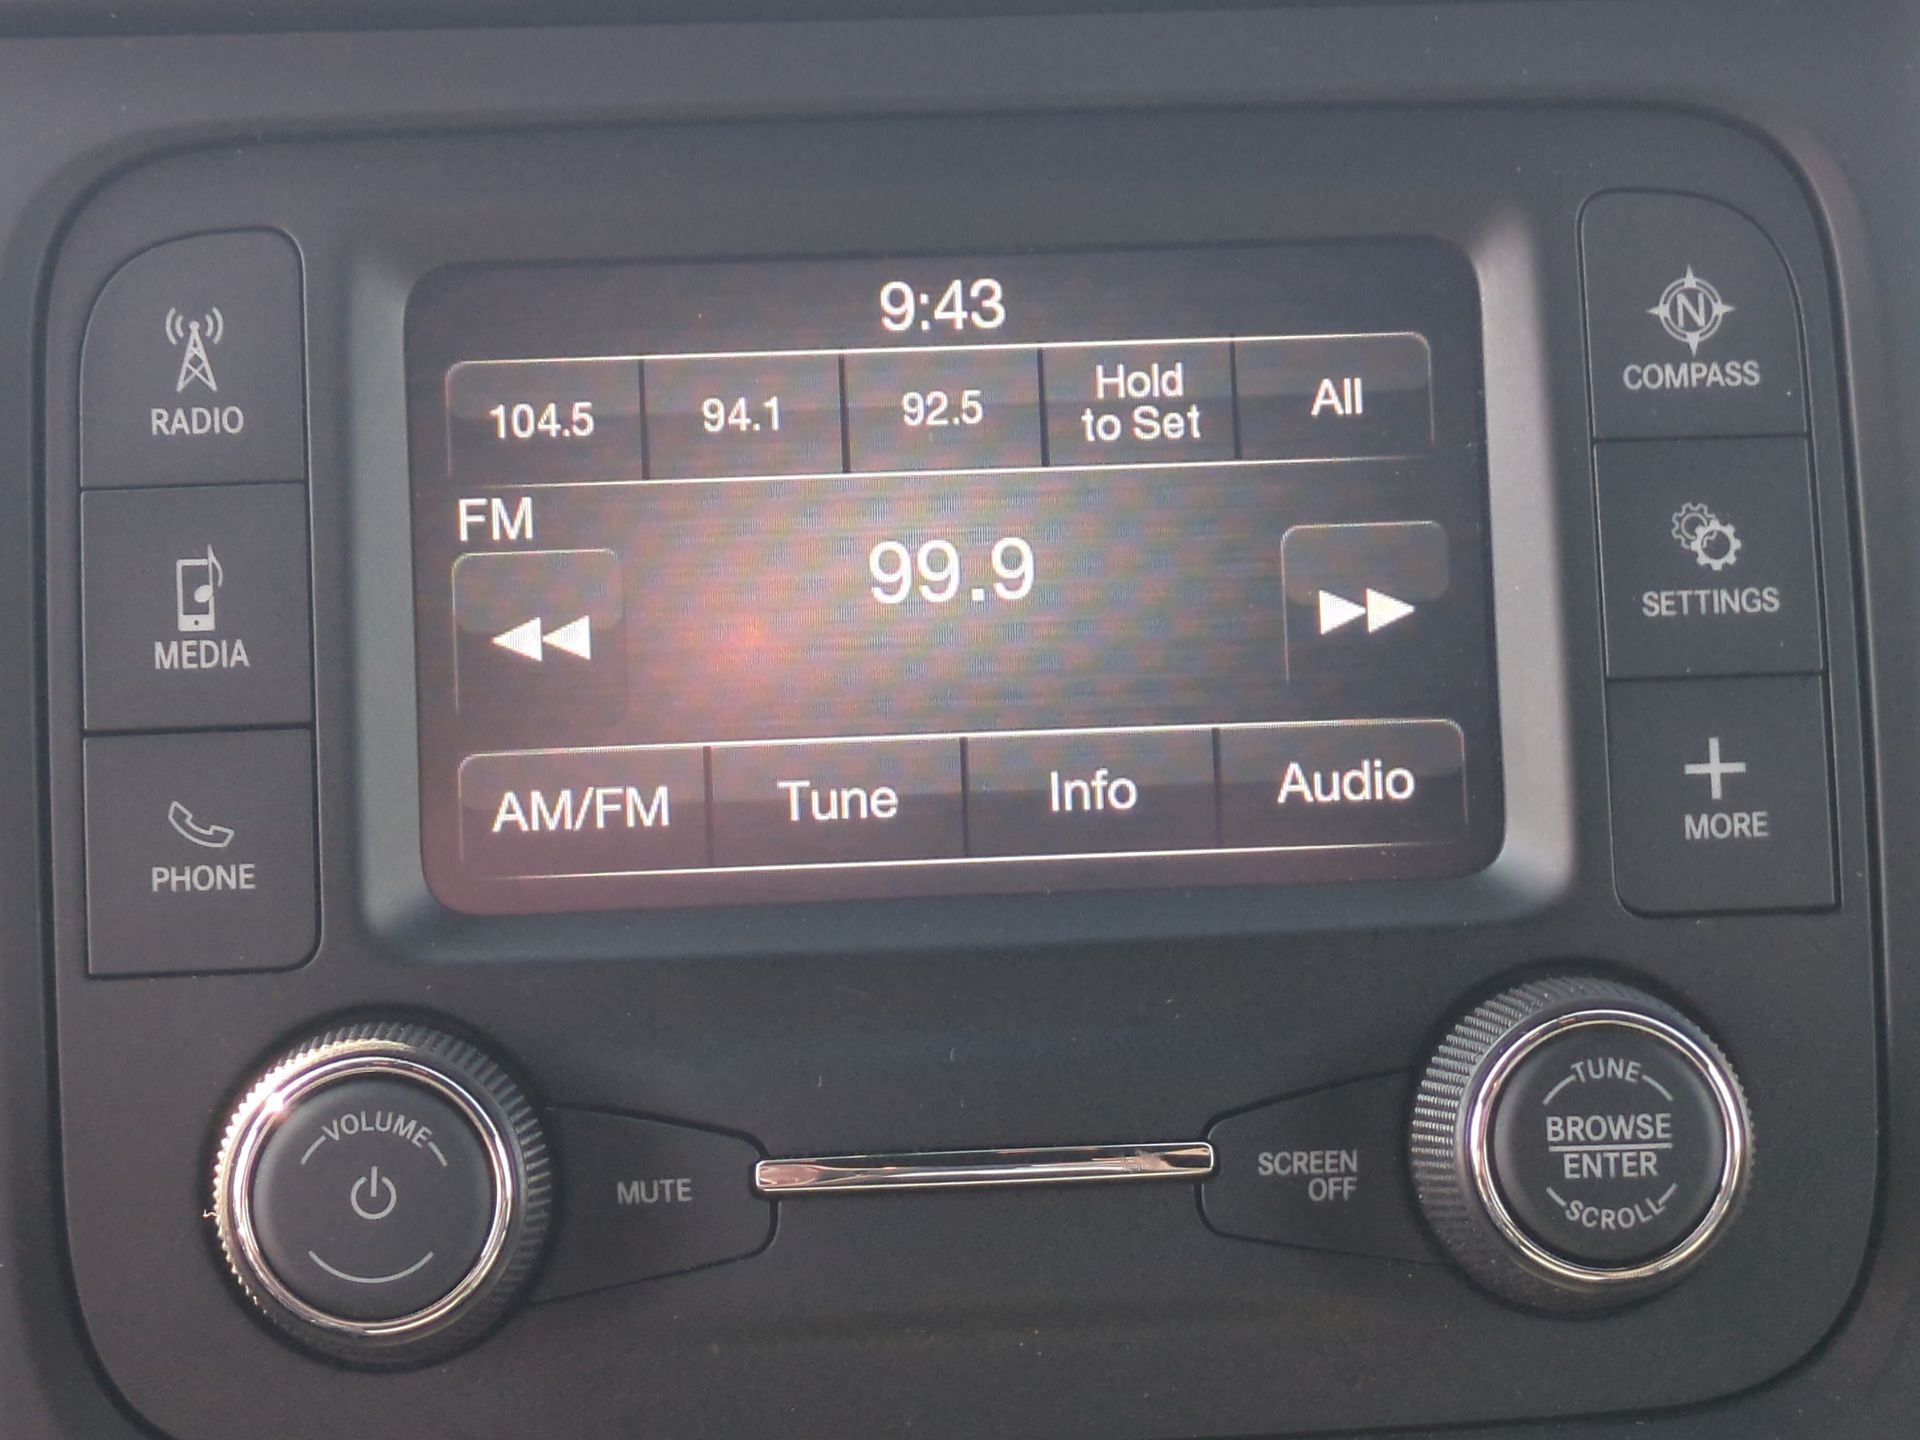 9:43
104.5 94.1 92.5 Hold to Set All
FM
99.9
AM/FM Tune Info Audio
RADIO
MEDIA
PHONE
N
COMPASS
SETTINGS
MORE
VOLUME
MUTE
SCREEN
OFF
TUNE
BROWSE
ENTER
SCROLL